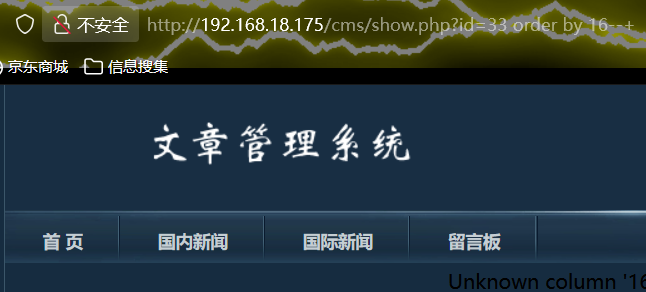 不安全 http://192.168.18.175/cms/show.php?id=33 order by 16--+
京东商城 信息搜集
文章管理系统
首 页 国内新闻 国际新闻 留言板
Unknown column '16